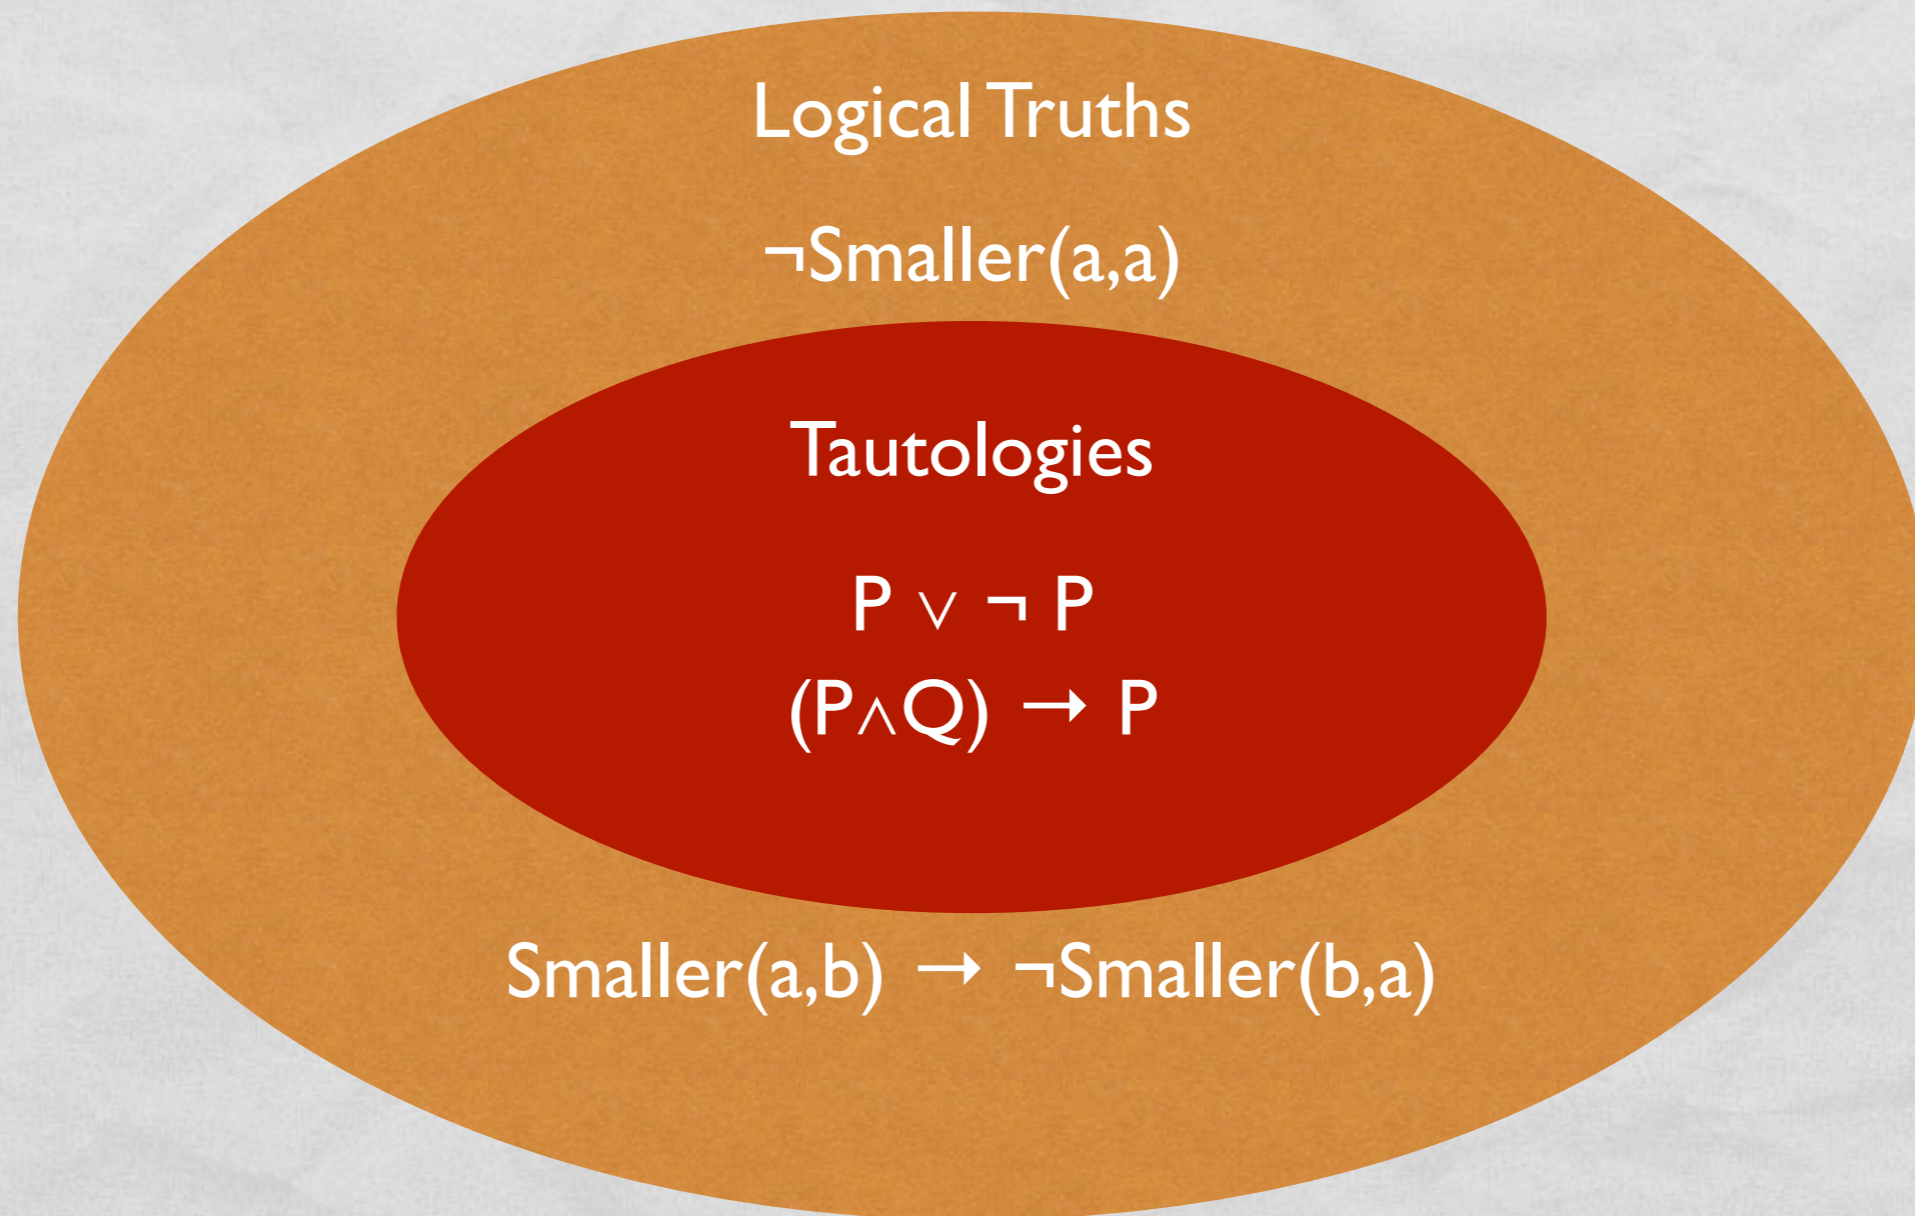 Logical Truths
¬Smaller(a,a)
Tautologies
P ∨ ¬ P
(P∧Q) → P
Smaller(a,b) → ¬Smaller(b,a)